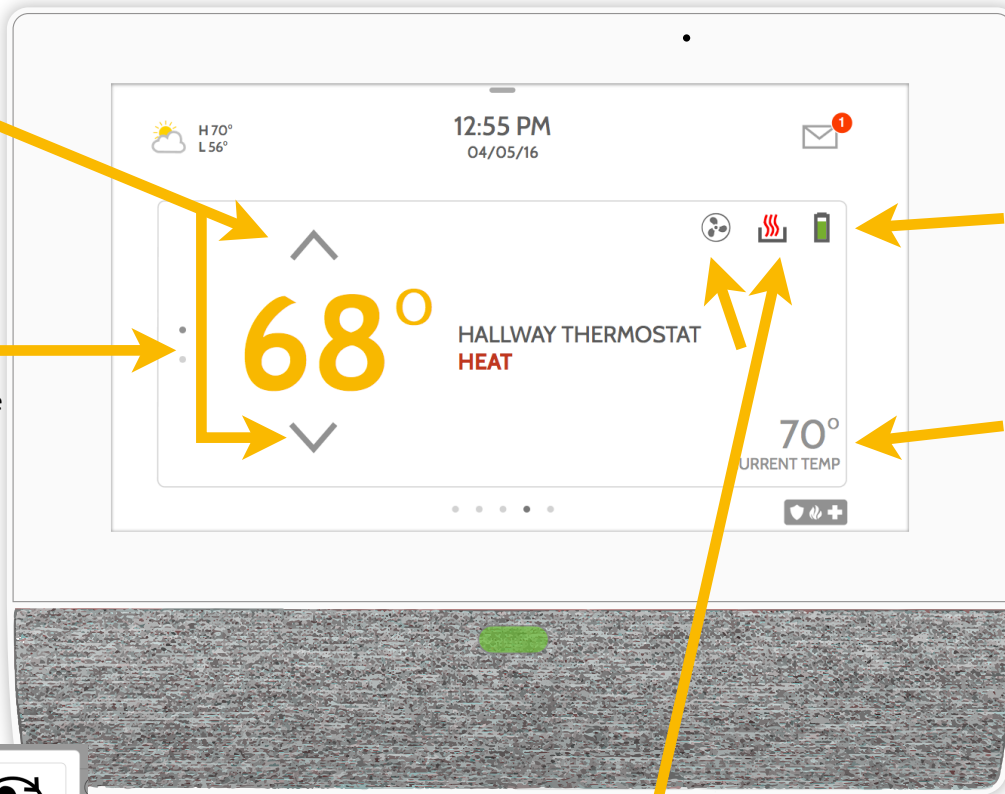 H 70°
L 56°
12:55 PM
04/05/16
1
68°
HALLWAY THERMOSTAT
HEAT
70°
URRENT TEMP
e